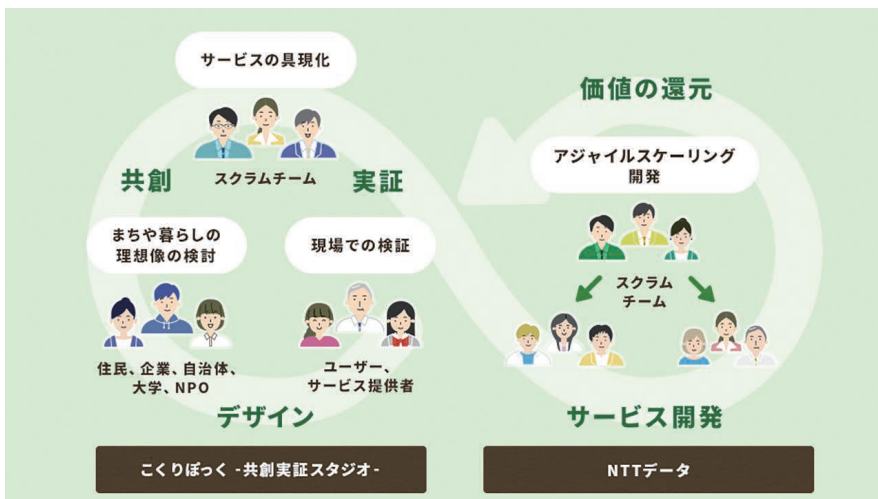 サービスの具現化
共創
スクラムチーム
実証
まちや暮らしの
理想像の検討
現場での検証
住民、企業、自治体、
大学、NPO
ユーザー、
サービス提供者
デザイン
こくりぽっく -共創実証スタジオ-
価値の還元
アジャイルスケーリング
開発
スクラム
チーム
サービス開発
NTTデータ